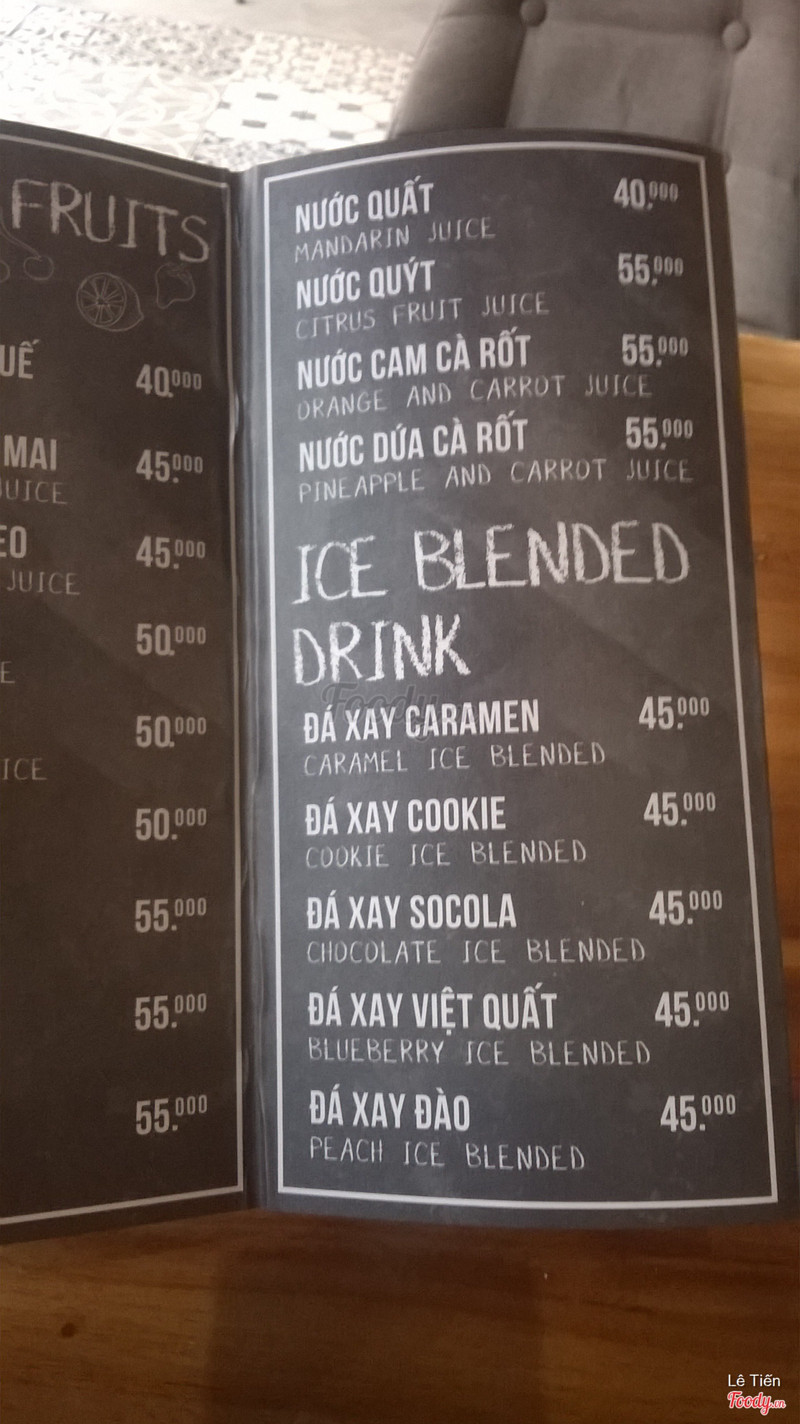 FRUITS
UẾ 40.000
MAI 45.000
JUICE
EO 45.000
JUICE
50.000
E
50.000
ICE
50.000
55.000
55.000
55.000
NƯỚC QUẤT 40.000
MANDARIN JUICE
NƯỚC QUÝT 55.000
CITRUS FRUIT JUICE
NƯỚC CAM CÀ RỐT 55.000
ORANGE AND CARROT JUICE
NƯỚC DỨA CÀ RỐT 55.000
PINEAPPLE AND CARROT JUICE
ICE BLENDED
DRINK
ĐÁ XAY CARAMEN 45.000
CARAMEL ICE BLENDED
ĐÁ XAY COOKIE 45.000
COOKIE ICE BLENDED
ĐÁ XAY SOCOLA 45.000
CHOCOLATE ICE BLENDED
ĐÁ XAY VIỆT QUẤT 45.000
BLUEBERRY ICE BLENDED
ĐÁ XAY ĐÀO 45.000
PEACH ICE BLENDED
Foody
Lê Tiến
Foody.vn